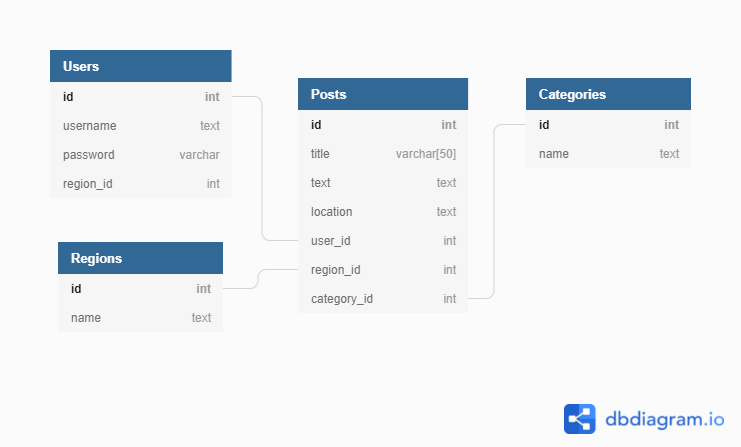 Users
id int
username text
password varchar
region_id int
Regions
id int
name text
Posts
id int
title varchar[50]
text text
location text
user_id int
region_id int
category_id int
Categories
id int
name text
dbdiagram.io